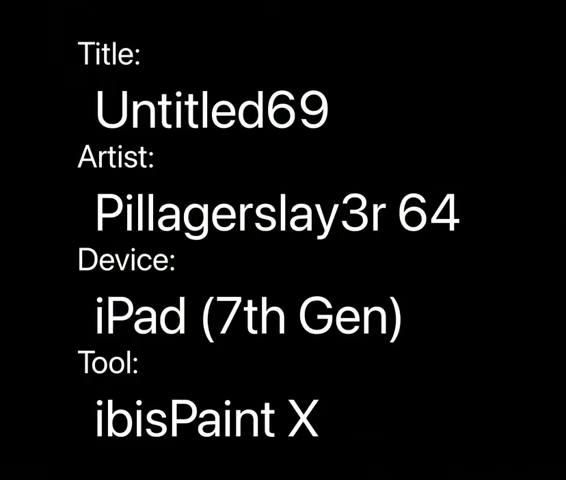 Title:
Untitled69
Artist:
Pillagerslay3r 64
Device:
iPad (7th Gen)
Tool:
ibisPaint X